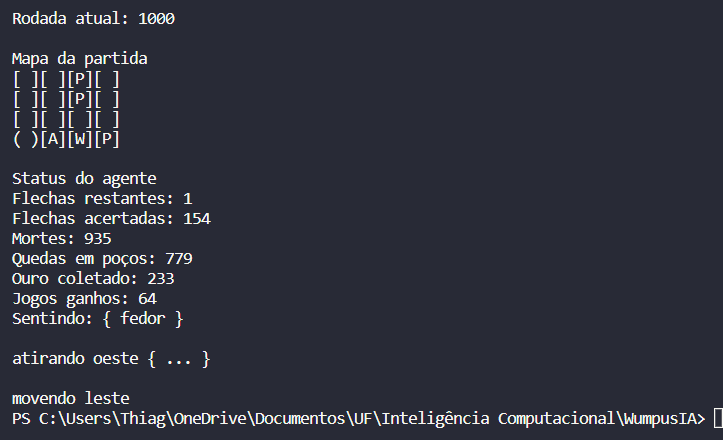 Rodada atual: 1000
Mapa da partida
[ ][ ][P][ ]
[ ][ ][P][ ]
[ ][ ][ ][ ]
( )[A][W][P]
Status do agente
Flechas restantes: 1
Flechas acertadas: 154
Mortes: 935
Quedas em poços: 779
Ouro coletado: 233
Jogos ganhos: 64
Sentindo: { fedor }
atirando oeste { ... }
movendo leste
PS C:\Users\Thiag\OneDrive\Documentos\UF\Inteligência Computacional\WumpusIA>